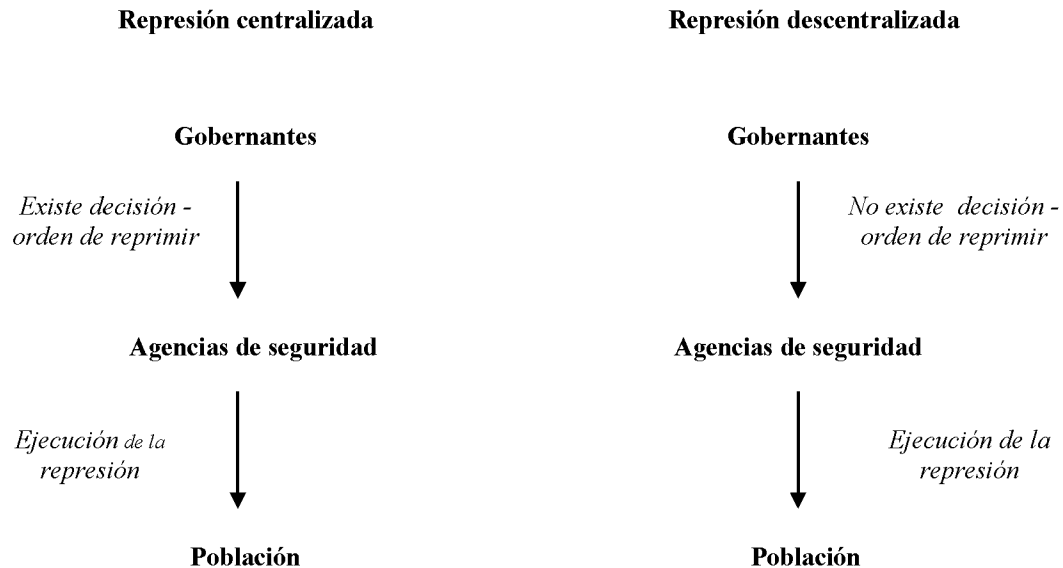 Represión centralizada
Represión descentralizada
Gobernantes
Gobernantes
Existe decisión -
orden de reprimir
No existe decisión -
orden de reprimir
Agencias de seguridad
Agencias de seguridad
Ejecución de la
represión
Ejecución de la
represión
Población
Población